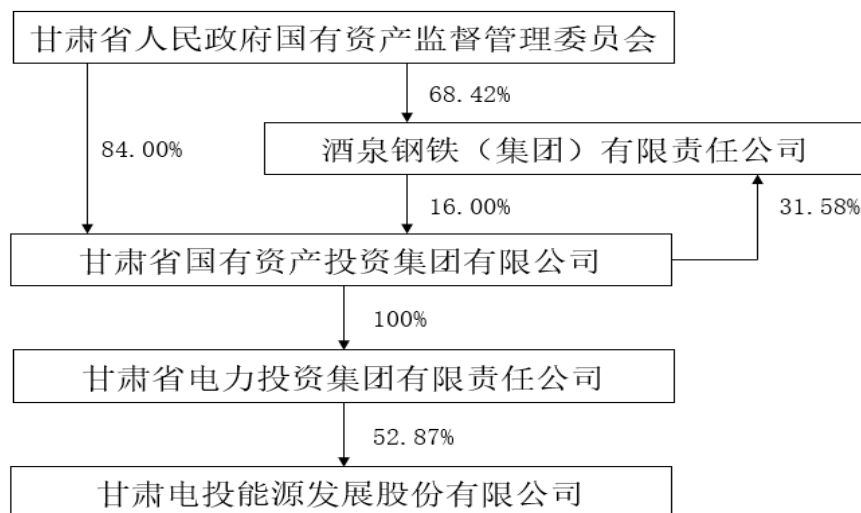 甘肃省人民政府国有资产监督管理委员会
68.42%
84.00%
酒泉钢铁（集团）有限责任公司
16.00%
31.58%
甘肃省国有资产投资集团有限公司
100%
甘肃省电力投资集团有限责任公司
52.87%
甘肃电投能源发展股份有限公司